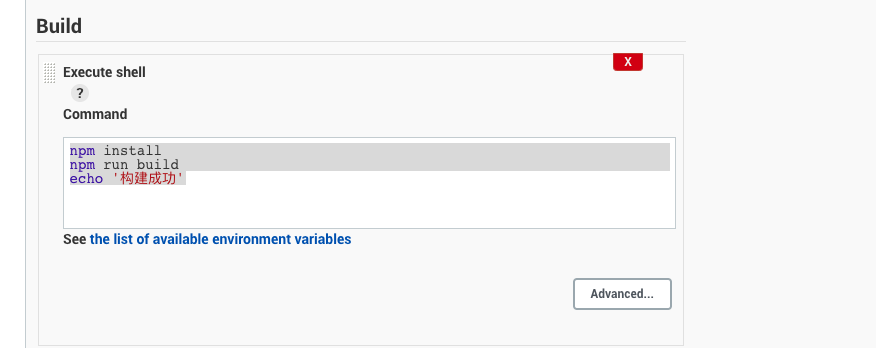 Build
X
Execute shell
?
Command
npm install
npm run build
echo '构建成功'
See the list of available environment variables
Advanced...